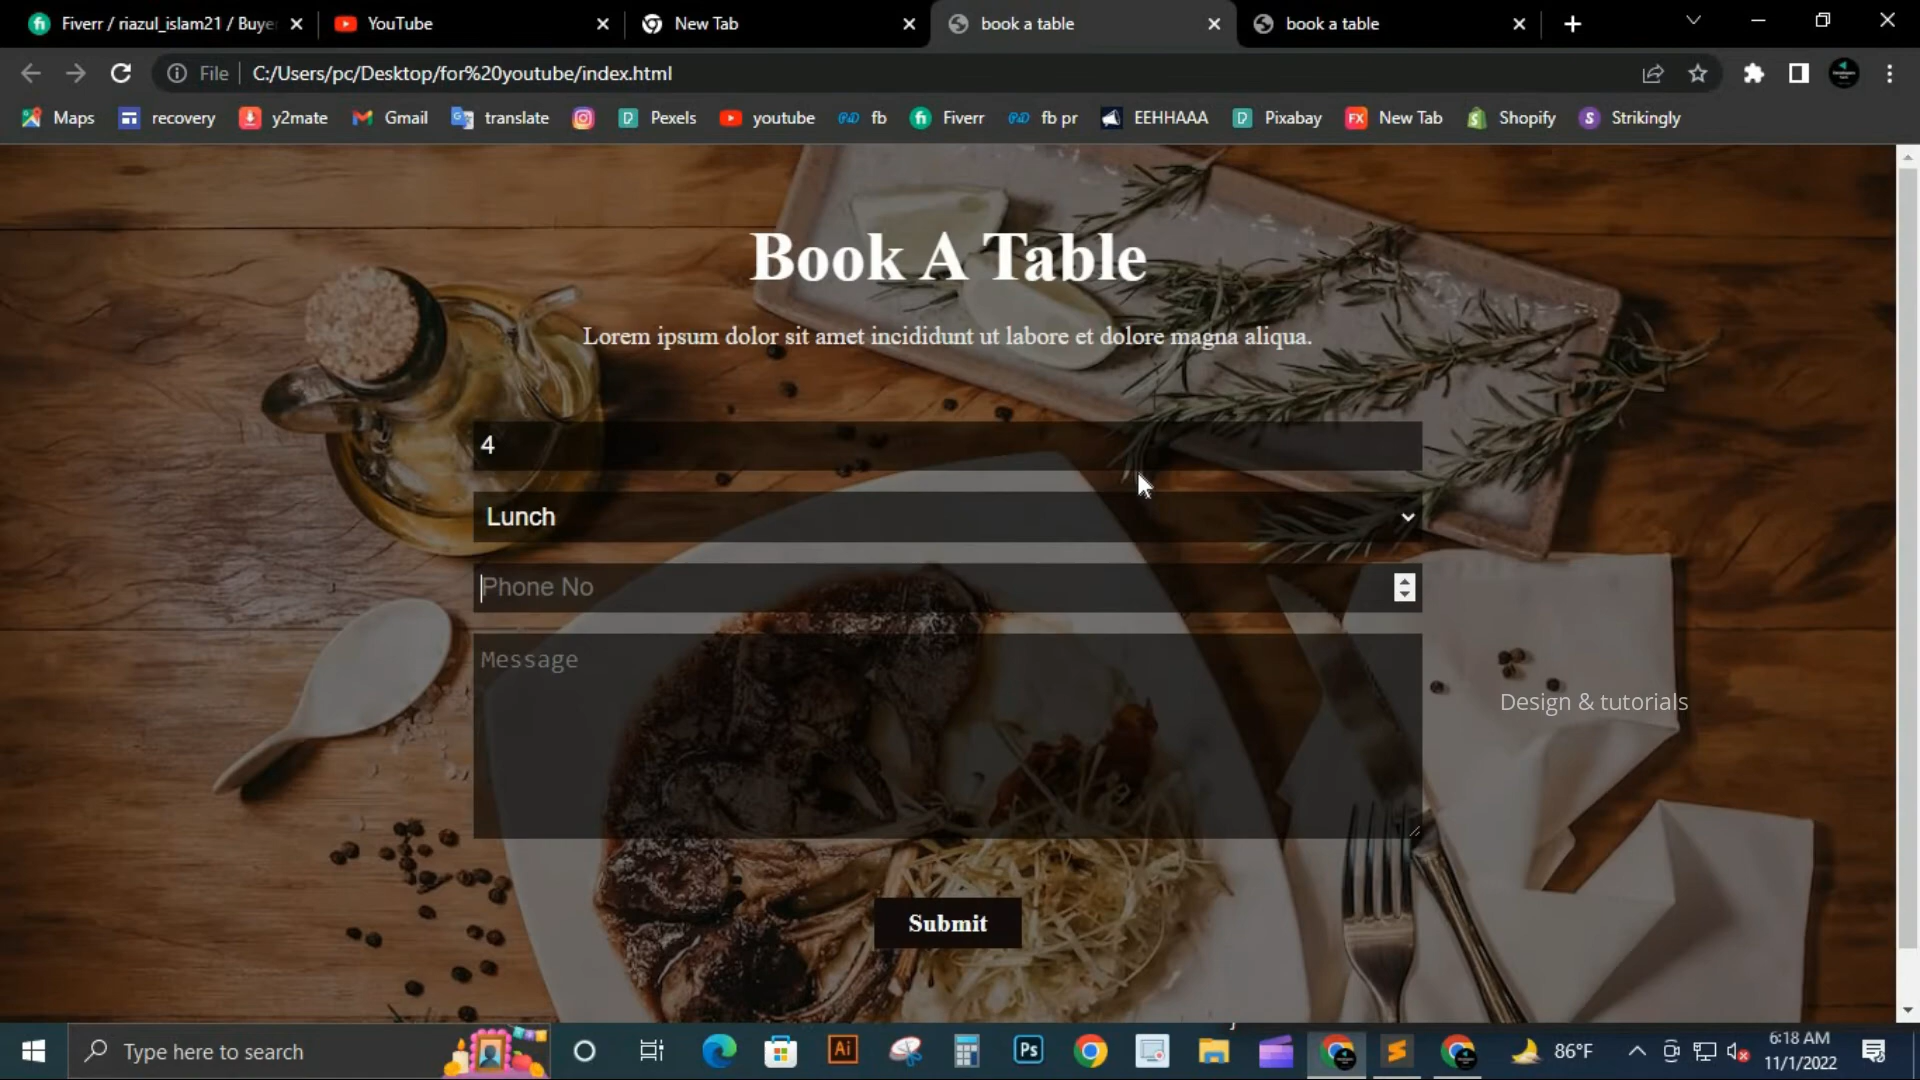 Fiverr / riazul_islam21 / Buye
YouTube
New Tab
book a table
book a table
File
C:/Users/pc/Desktop/for%20youtube/index.html
Maps
recovery
y2mate
Gmail
translate
Pexels
youtube
fb
Fiverr
fb pr
EEHHAAA
Pixabay
FX
New Tab
Shopify
Strikingly
Book A Table
Lorem ipsum dolor sit amet incididunt ut labore et dolore magna aliqua.
4
Lunch
Phone No
Message
Design & tutorials
Submit
Type here to search
Ai
Ps
86°F
6:18 AM
11/1/2022